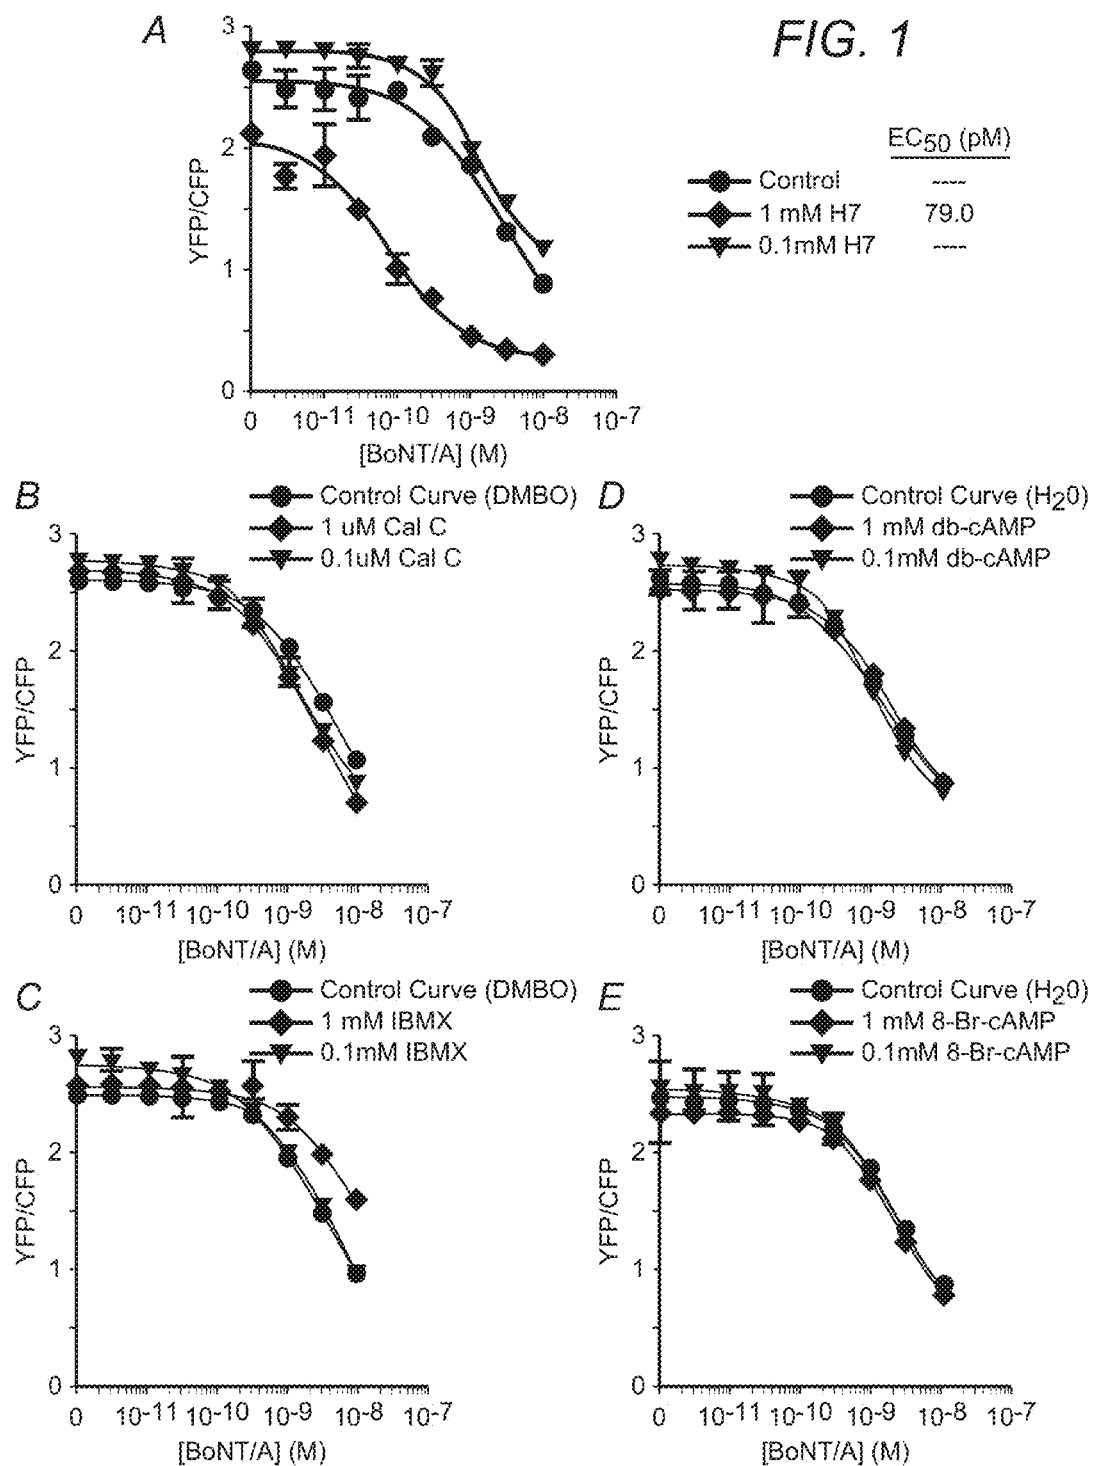 A
FIG. 1
3
2
1
0
YFP/CFP
0 10-11 10-10 10-9 10-8 10-7
[BoNT/A] (M)
EC50 (pM)
Control ----
1 mM H7 79.0
0.1mM H7 ----
B
Control Curve (DMBO)
1 uM Cal C
0.1uM Cal C
3
2
1
0
YFP/CFP
0 10-11 10-10 10-9 10-8 10-7
[BoNT/A] (M)
D
Control Curve (H20)
1 mM db-cAMP
0.1mM db-cAMP
3
2
1
0
YFP/CFP
0 10-11 10-10 10-9 10-8 10-7
[BoNT/A] (M)
C
Control Curve (DMBO)
1 mM IBMX
0.1mM IBMX
3
2
1
0
YFP/CFP
0 10-11 10-10 10-9 10-8 10-7
[BoNT/A] (M)
E
Control Curve (H20)
1 mM 8-Br-cAMP
0.1mM 8-Br-cAMP
3
2
1
0
YFP/CFP
0 10-11 10-10 10-9 10-8 10-7
[BoNT/A] (M)